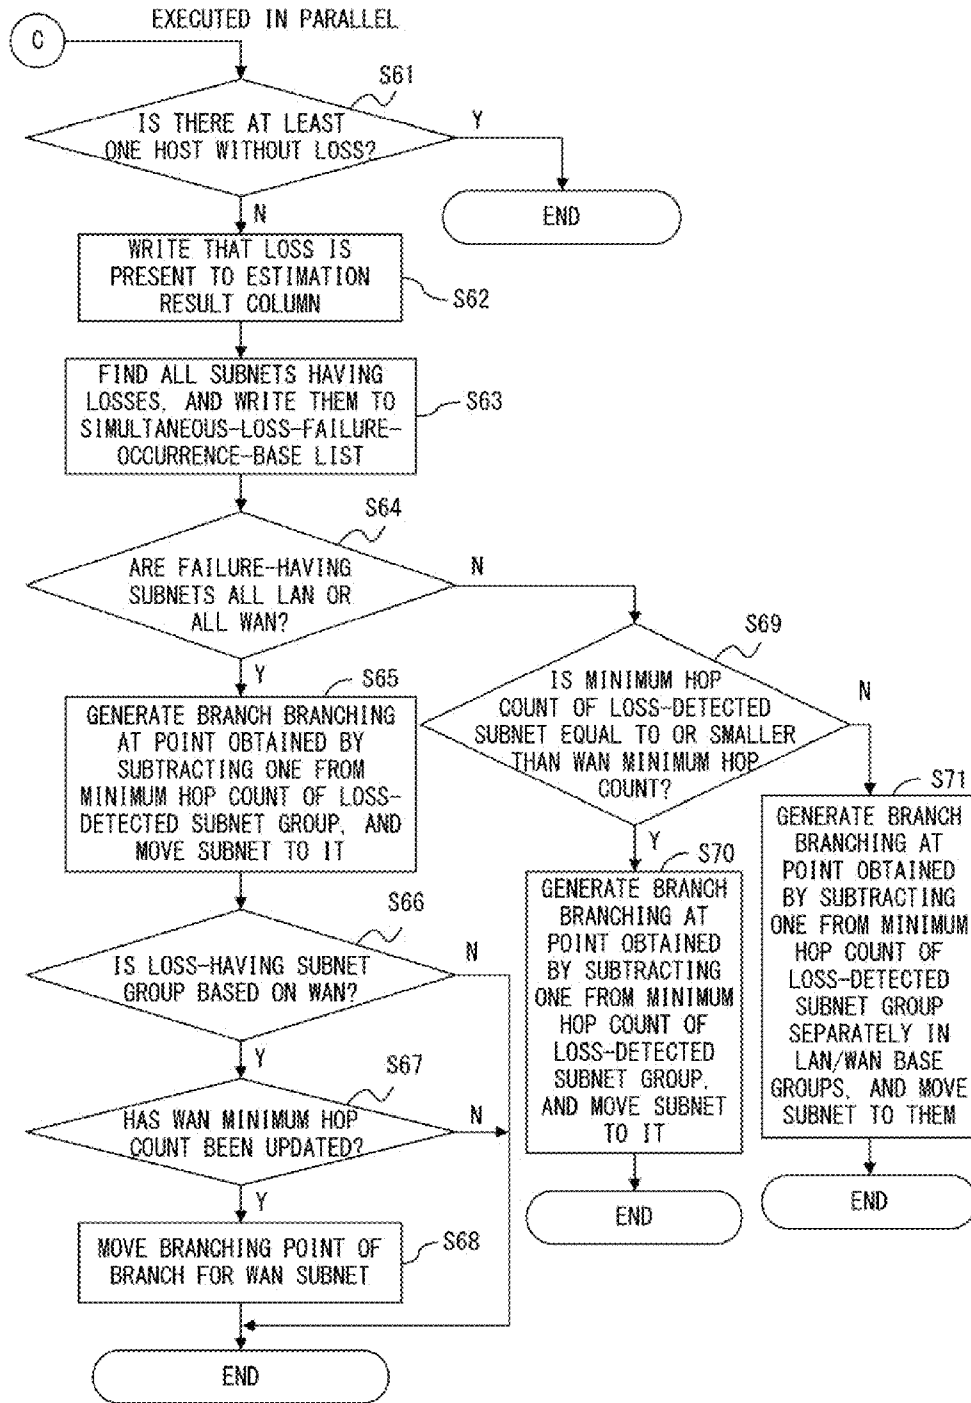 EXECUTED IN PARALLEL
C
S61
IS THERE AT LEAST
ONE HOST WITHOUT LOSS?
Y
END
N
WRITE THAT LOSS IS
PRESENT TO ESTIMATION
RESULT COLUMN
S62
FIND ALL SUBNETS HAVING
LOSSES, AND WRITE THEM TO
SIMULTANEOUS-LOSS-FAILURE-
OCCURRENCE-BASE LIST
S63
S64
ARE FAILURE-HAVING
SUBNETS ALL LAN OR
ALL WAN?
N
Y
S65
GENERATE BRANCH BRANCHING
AT POINT OBTAINED BY
SUBTRACTING ONE FROM
MINIMUM HOP COUNT OF LOSS-
DETECTED SUBNET GROUP, AND
MOVE SUBNET TO IT
S66
IS LOSS-HAVING SUBNET
GROUP BASED ON WAN?
N
Y
S67
HAS WAN MINIMUM HOP
COUNT BEEN UPDATED?
N
Y
MOVE BRANCHING POINT OF
BRANCH FOR WAN SUBNET
S68
END
S69
IS MINIMUM HOP
COUNT OF LOSS-DETECTED
SUBNET EQUAL TO OR SMALLER
THAN WAN MINIMUM HOP
COUNT?
N
Y
S70
GENERATE BRANCH
BRANCHING AT
POINT OBTAINED
BY SUBTRACTING
ONE FROM MINIMUM
HOP COUNT OF
LOSS-DETECTED
SUBNET GROUP,
AND MOVE SUBNET
TO IT
END
S71
GENERATE BRANCH
BRANCHING AT
POINT OBTAINED
BY SUBTRACTING
ONE FROM MINIMUM
HOP COUNT OF
LOSS-DETECTED
SUBNET GROUP
SEPARATELY IN
LAN/WAN BASE
GROUPS, AND MOVE
SUBNET TO THEM
END